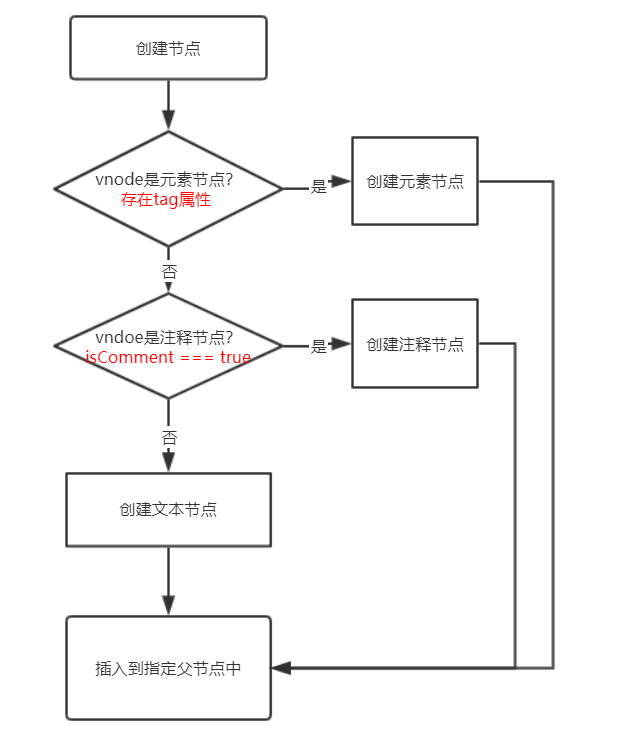 创建节点
vnode是元素节点?
存在tag属性
是
创建元素节点
否
vndoe是注释节点?
isComment === true
是
创建注释节点
否
创建文本节点
插入到指定父节点中